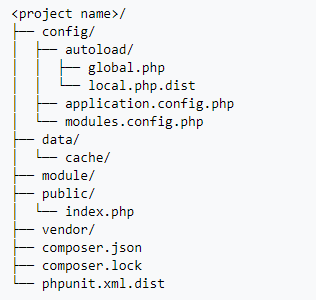 <project name>/
├── config/
│   ├── autoload/
│   │   ├── global.php
│   │   └── local.php.dist
│   ├── application.config.php
│   └── modules.config.php
├── data/
│   └── cache/
├── module/
├── public/
│   └── index.php
├── vendor/
├── composer.json
├── composer.lock
└── phpunit.xml.dist